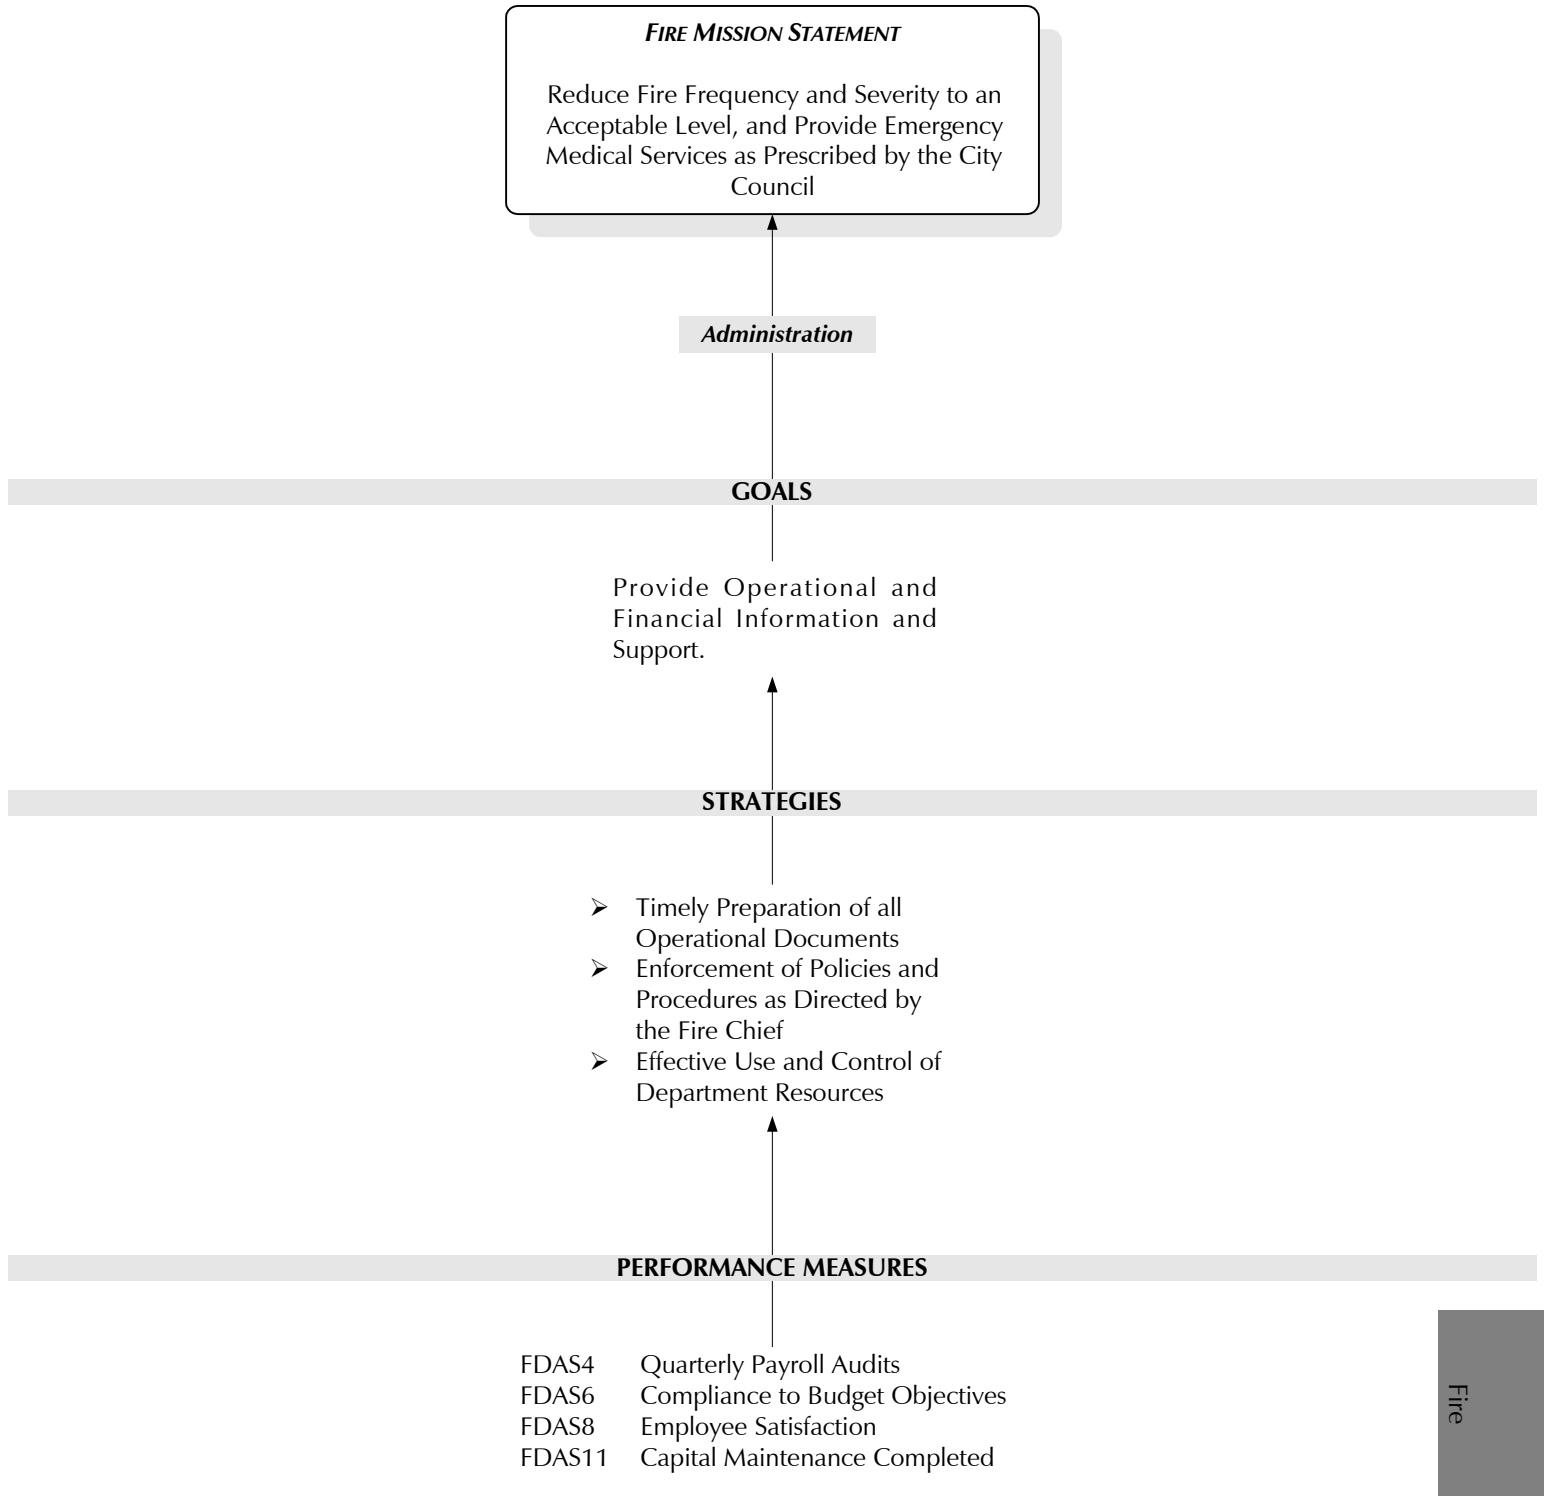 FIRE MISSION STATEMENT
Reduce Fire Frequency and Severity to an
Acceptable Level, and Provide Emergency
Medical Services as Prescribed by the City
Council
Administration
GOALS
Provide Operational and
Financial Information and
Support.
STRATEGIES
➢ Timely Preparation of all
Operational Documents
➢ Enforcement of Policies and
Procedures as Directed by
the Fire Chief
➢ Effective Use and Control of
Department Resources
PERFORMANCE MEASURES
FDAS4 Quarterly Payroll Audits
FDAS6 Compliance to Budget Objectives
FDAS8 Employee Satisfaction
FDAS11 Capital Maintenance Completed
Fire